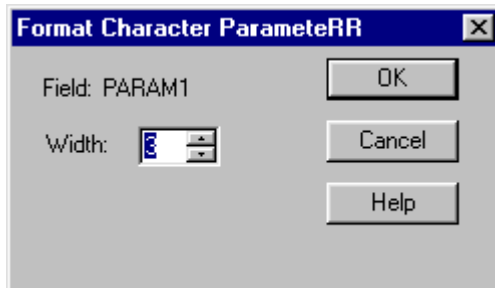 Format Character ParameteRR
Field: PARAM1
OK
Width: 3
Cancel
Help